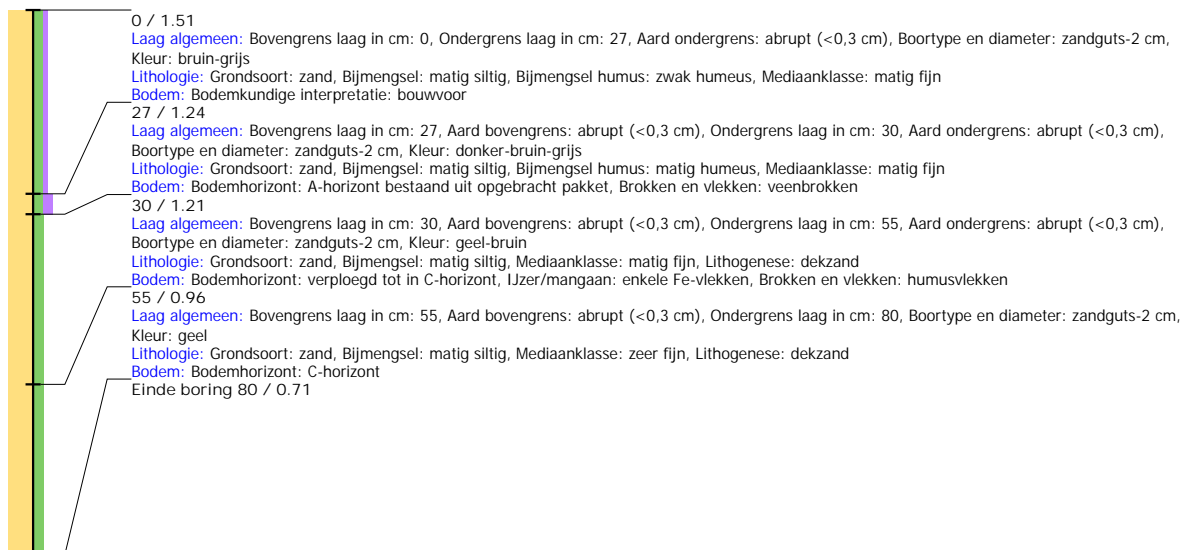 0 / 1.51
Laag algemeen: Bovengrens laag in cm: 0, Ondergrens laag in cm: 27, Aard ondergrens: abrupt (<0,3 cm), Boortype en diameter: zandguts-2 cm,
Kleur: bruin-grijs
Lithologie: Grondsoort: zand, Bijmengsel: matig siltig, Bijmengsel humus: zwak humeus, Mediaanklasse: matig fijn
Bodem: Bodemkundige interpretatie: bouwvoor
27 / 1.24
Laag algemeen: Bovengrens laag in cm: 27, Aard bovengrens: abrupt (<0,3 cm), Ondergrens laag in cm: 30, Aard ondergrens: abrupt (<0,3 cm),
Boortype en diameter: zandguts-2 cm, Kleur: donker-bruin-grijs
Lithologie: Grondsoort: zand, Bijmengsel: matig siltig, Bijmengsel humus: matig humeus, Mediaanklasse: matig fijn
Bodem: Bodemhorizont: A-horizont bestaand uit opgebracht pakket, Brokken en vlekken: veenbrokken
30 / 1.21
Laag algemeen: Bovengrens laag in cm: 30, Aard bovengrens: abrupt (<0,3 cm), Ondergrens laag in cm: 55, Aard ondergrens: abrupt (<0,3 cm),
Boortype en diameter: zandguts-2 cm, Kleur: geel-bruin
Lithologie: Grondsoort: zand, Bijmengsel: matig siltig, Mediaanklasse: matig fijn, Lithogenese: dekzand
Bodem: Bodemhorizont: verploegd tot in C-horizont, IJzer/mangaan: enkele Fe-vlekken, Brokken en vlekken: humusvlekken
55 / 0.96
Laag algemeen: Bovengrens laag in cm: 55, Aard bovengrens: abrupt (<0,3 cm), Ondergrens laag in cm: 80, Boortype en diameter: zandguts-2 cm,
Kleur: geel
Lithologie: Grondsoort: zand, Bijmengsel: matig siltig, Mediaanklasse: zeer fijn, Lithogenese: dekzand
Bodem: Bodemhorizont: C-horizont
Einde boring 80 / 0.71